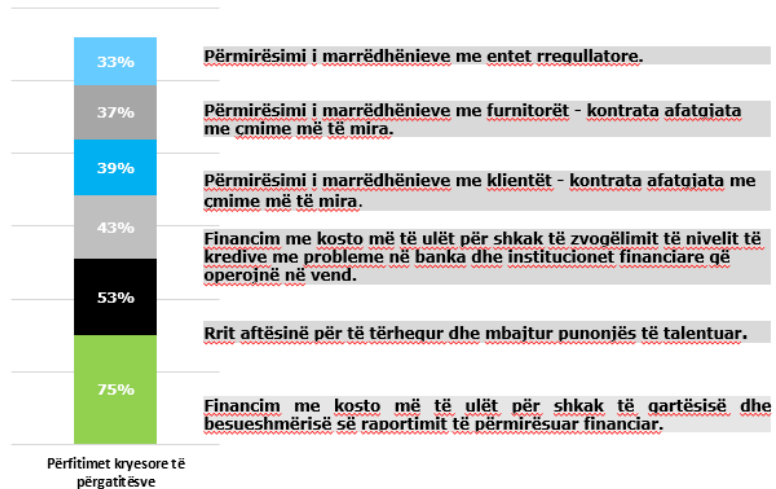 33%
Përmirësimi i marrëdhënieve me entet rregullatore.
37%
Përmirësimi i marrëdhënieve me furnitorët - kontrata afatgjata
me çmime më të mira.
39%
Përmirësimi i marrëdhënieve me klientët - kontrata afatgjata me
çmime më të mira.
43%
Financim me kosto më të ulët për shkak të zvogëlimit të nivelit të
kredive me probleme në banka dhe institucionet financiare që
operojnë në vend.
53%
Rrit aftësinë për të tërhequr dhe mbajtur punonjës të talentuar.
75%
Financim me kosto më të ulët për shkak të qartësisë dhe
besueshmërisë së raportimit të përmirësuar financiar.
Përfitimet kryesore të
përgatitësve